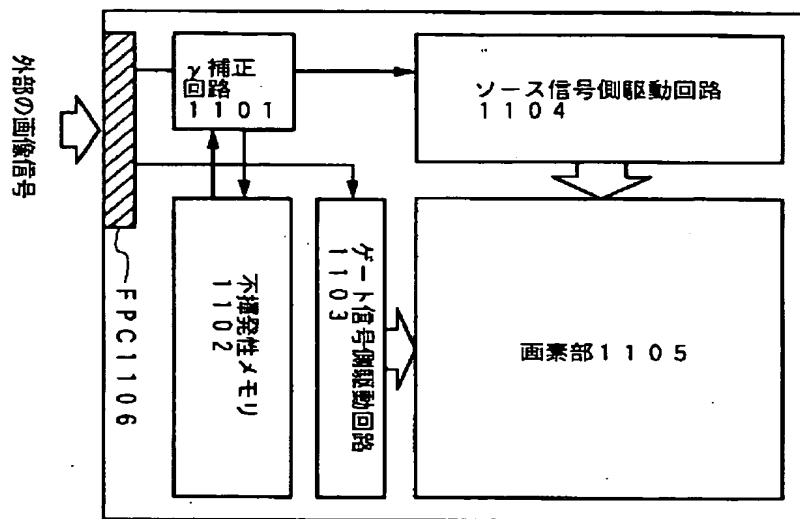 外部の画像信号
γ補正
回路
1101
ソース信号側駆動回路
1104
不揮発性メモリ
1102
ゲート信号側駆動回路
1103
画素部1105
FPC1106